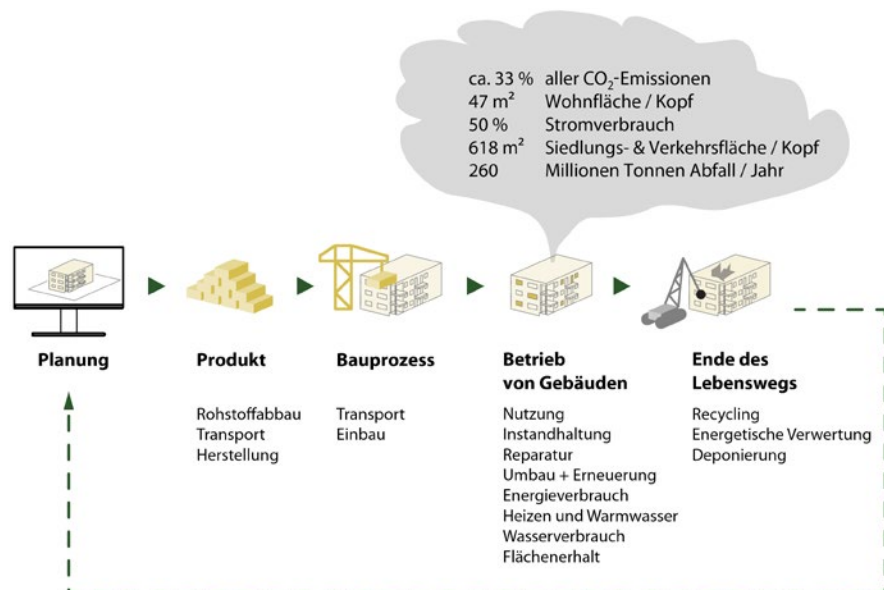 ca. 33 % aller CO₂-Emissionen
47 m² Wohnfläche / Kopf
50 % Stromverbrauch
618 m² Siedlungs- & Verkehrsfläche / Kopf
260 Millionen Tonnen Abfall / Jahr
Planung
Produkt
Rohstoffabbau
Transport
Herstellung
Bauprozess
Transport
Einbau
Betrieb
von Gebäuden
Nutzung
Instandhaltung
Reparatur
Umbau + Erneuerung
Energieverbrauch
Heizen und Warmwasser
Wasserverbrauch
Flächenerhalt
Ende des
Lebenswegs
Recycling
Energetische Verwertung
Deponierung